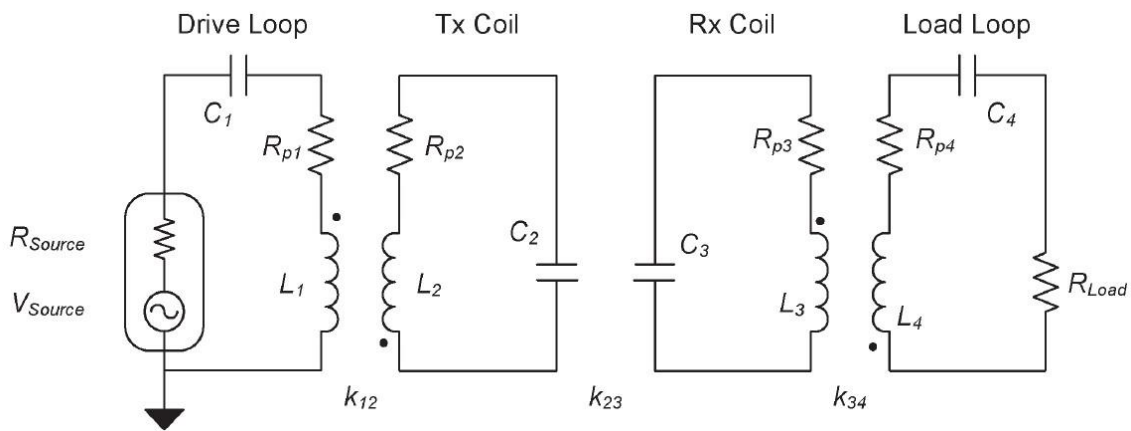 Drive Loop
Tx Coil
Rx Coil
Load Loop
C1
C4
Rp1
Rp2
Rp3
Rp4
RSource
C2
C3
VSource
L1
L2
L3
L4
RLoad
k12
k23
k34